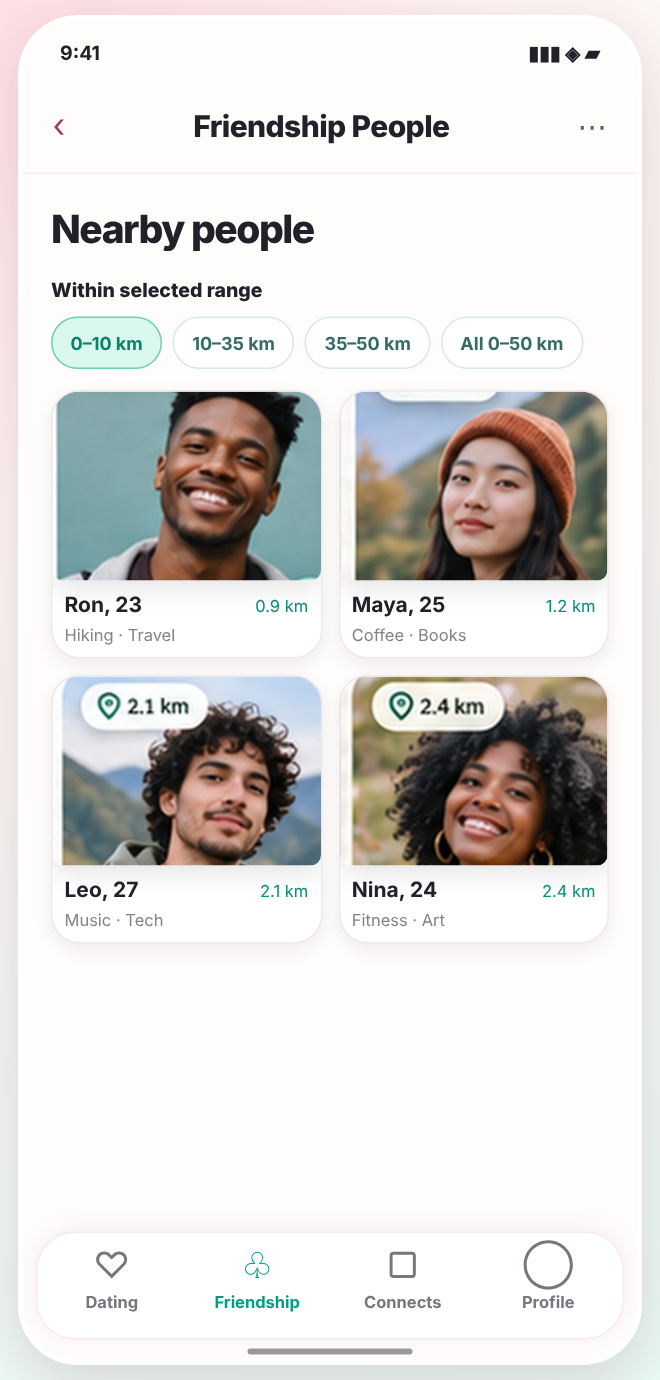 9:41
Friendship People
Nearby people
Within selected range
0–10 km 10–35 km 35–50 km All 0–50 km
Ron, 23 0.9 km
Hiking · Travel
Maya, 25 1.2 km
Coffee · Books
2.1 km
Leo, 27 2.1 km
Music · Tech
2.4 km
Nina, 24 2.4 km
Fitness · Art
Dating Friendship Connects Profile